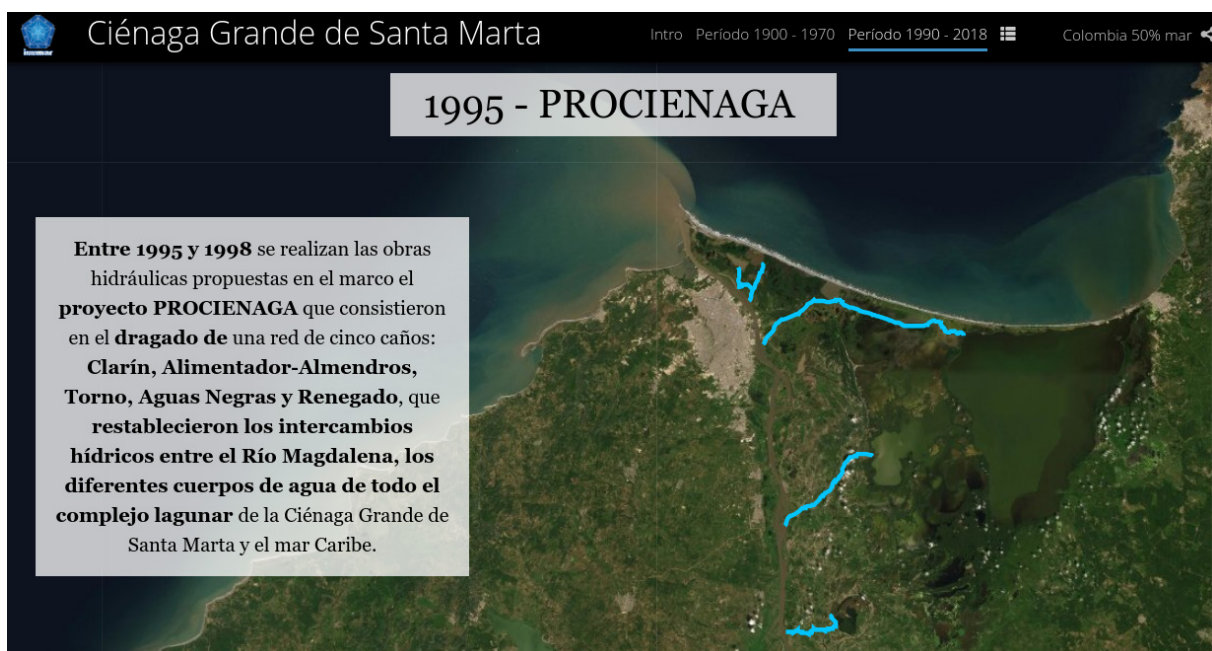 Ciénaga Grande de Santa Marta
Intro Período 1900 - 1970 Período 1990 - 2018 Colombia 50% mar
1995 - PROCIENAGA
Entre 1995 y 1998 se realizan las obras
hidráulicas propuestas en el marco el
proyecto PROCIENAGA que consistieron
en el dragado de una red de cinco caños:
Clarín, Alimentador-Almendros,
Torno, Aguas Negras y Renegado, que
restablecieron los intercambios
hídricos entre el Río Magdalena, los
diferentes cuerpos de agua de todo el
complejo lagunar de la Ciénaga Grande de
Santa Marta y el mar Caribe.